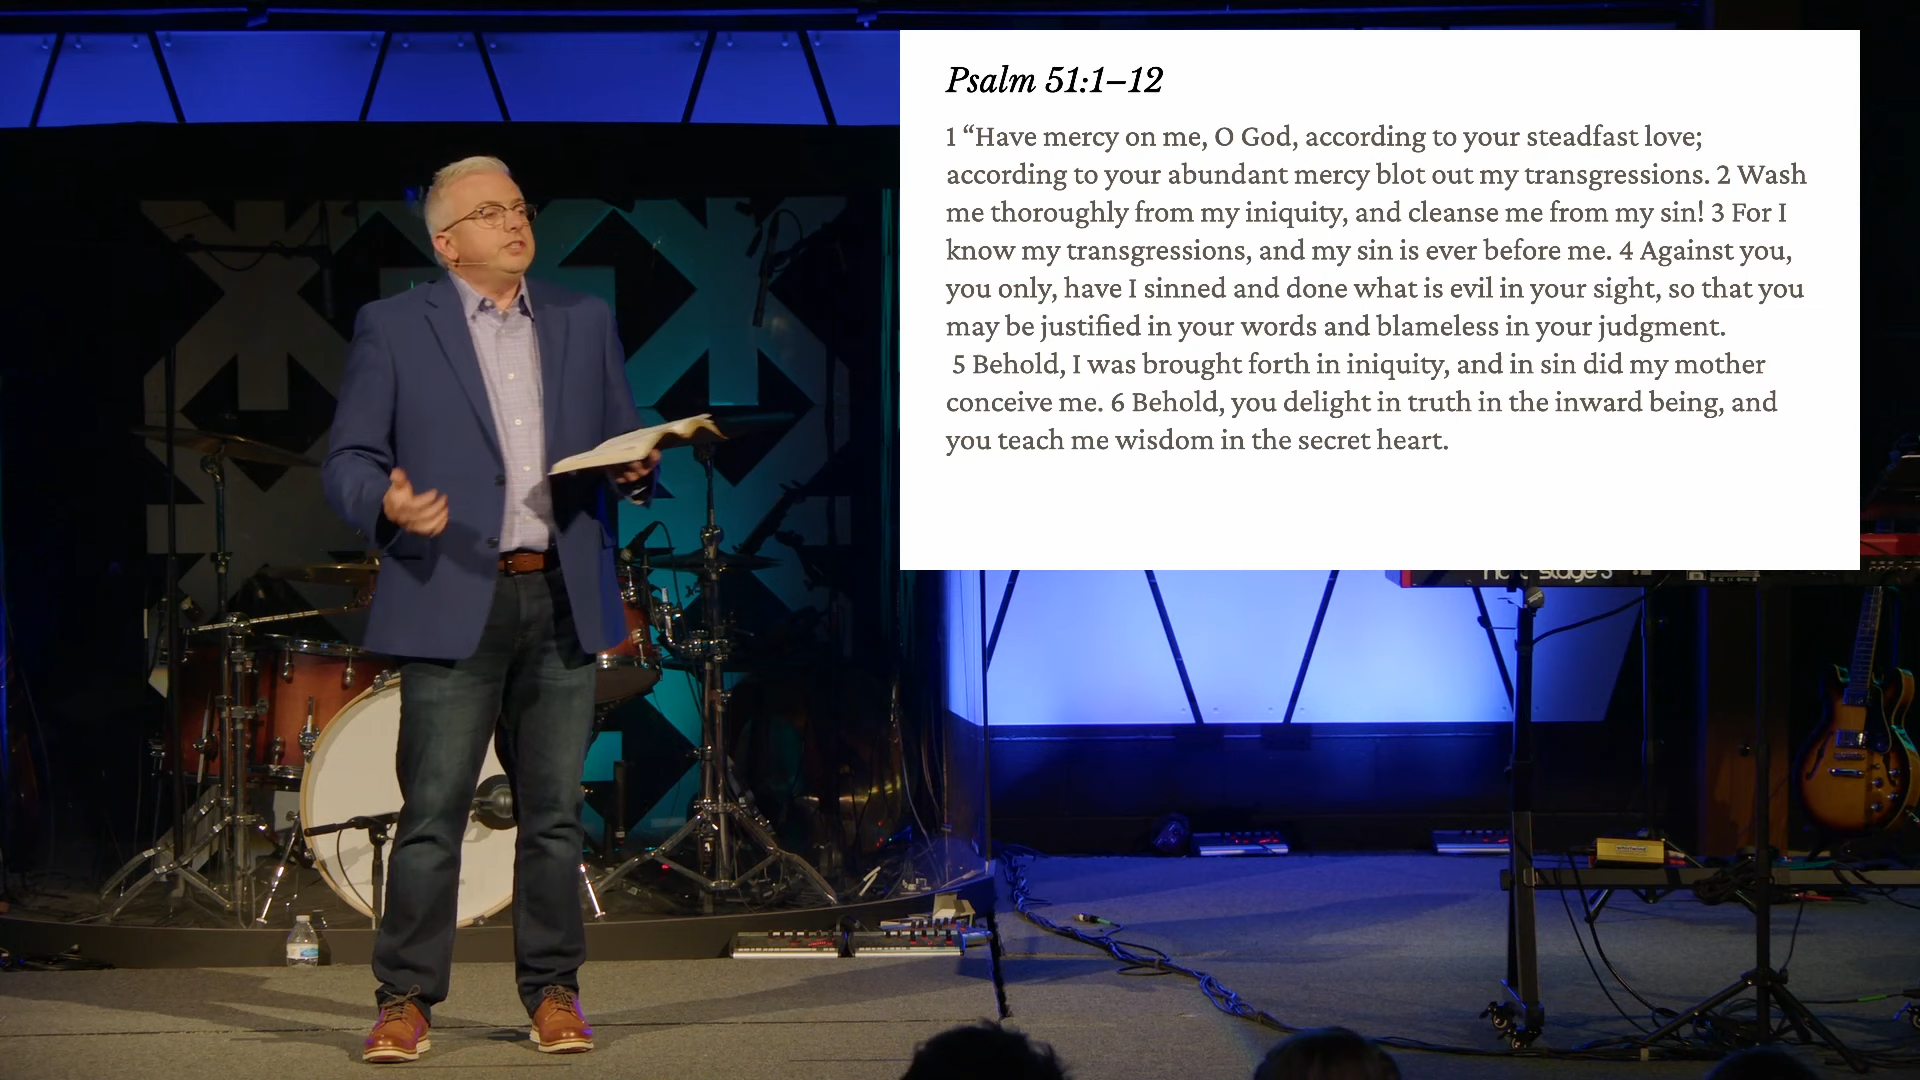 Psalm 51:1–12
1 “Have mercy on me, O God, according to your steadfast love;
according to your abundant mercy blot out my transgressions. 2 Wash
me thoroughly from my iniquity, and cleanse me from my sin! 3 For I
know my transgressions, and my sin is ever before me. 4 Against you,
you only, have I sinned and done what is evil in your sight, so that you
may be justified in your words and blameless in your judgment.
5 Behold, I was brought forth in iniquity, and in sin did my mother
conceive me. 6 Behold, you delight in truth in the inward being, and
you teach me wisdom in the secret heart.
stage 3
whirlwind